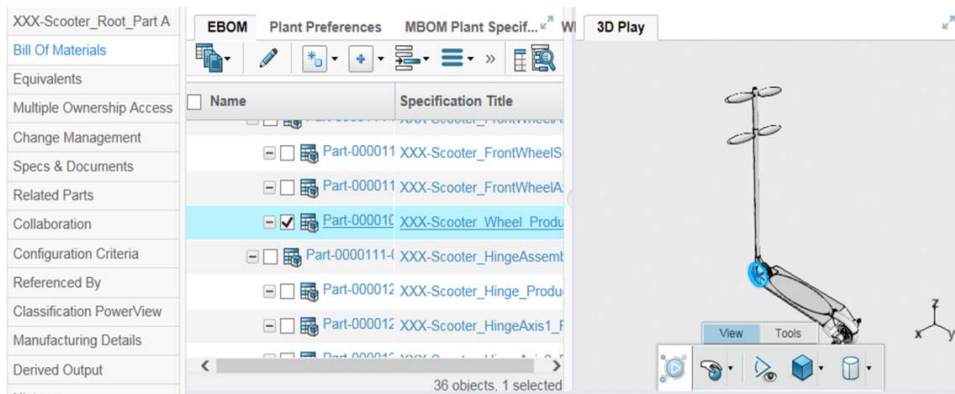 XXX-Scooter_Root_Part A
Bill Of Materials
Equivalents
Multiple Ownership Access
Change Management
Specs & Documents
Related Parts
Collaboration
Configuration Criteria
Referenced By
Classification PowerView
Manufacturing Details
Derived Output
EBOM Plant Preferences MBOM Plant Specif...
Name Specification Title
Part-000011 XXX-Scooter_FrontWheelS
Part-000011 XXX-Scooter_FrontWheelA
Part-000010 XXX-Scooter_Wheel_Produ
Part-0000111-( XXX-Scooter_HingeAssemb
Part-000012 XXX-Scooter_Hinge_Produ
Part-000012 XXX-Scooter_HingeAxis1_F
36 objects, 1 selected
3D Play
Z
X
y
View Tools